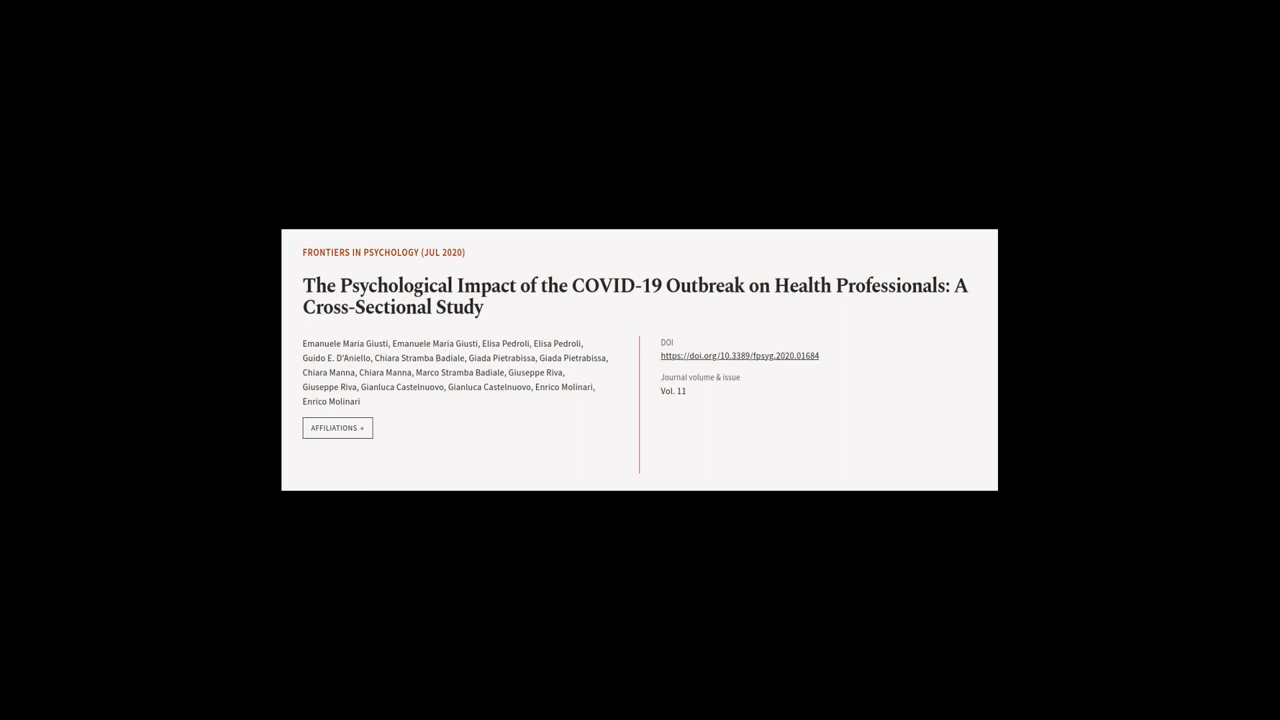 FRONTIERS IN PSYCHOLOGY (JUL 2020)
The Psychological Impact of the COVID-19 Outbreak on Health Professionals: A
Cross-Sectional Study
Emanuele Maria Giusti, Emanuele Maria Giusti, Elisa Pedroli, Elisa Pedroli,
Guido E. D'Aniello, Chiara Stramba Badiale, Giada Pietrabissa, Giada Pietrabissa,
Chiara Manna, Chiara Manna, Marco Stramba Badiale, Giuseppe Riva,
Giuseppe Riva, Gianluca Castelnuovo, Gianluca Castelnuovo, Enrico Molinari,
Enrico Molinari
AFFILIATIONS +
DOI
https://doi.org/10.3389/fpsyg.2020.01684
Journal volume & issue
Vol. 11